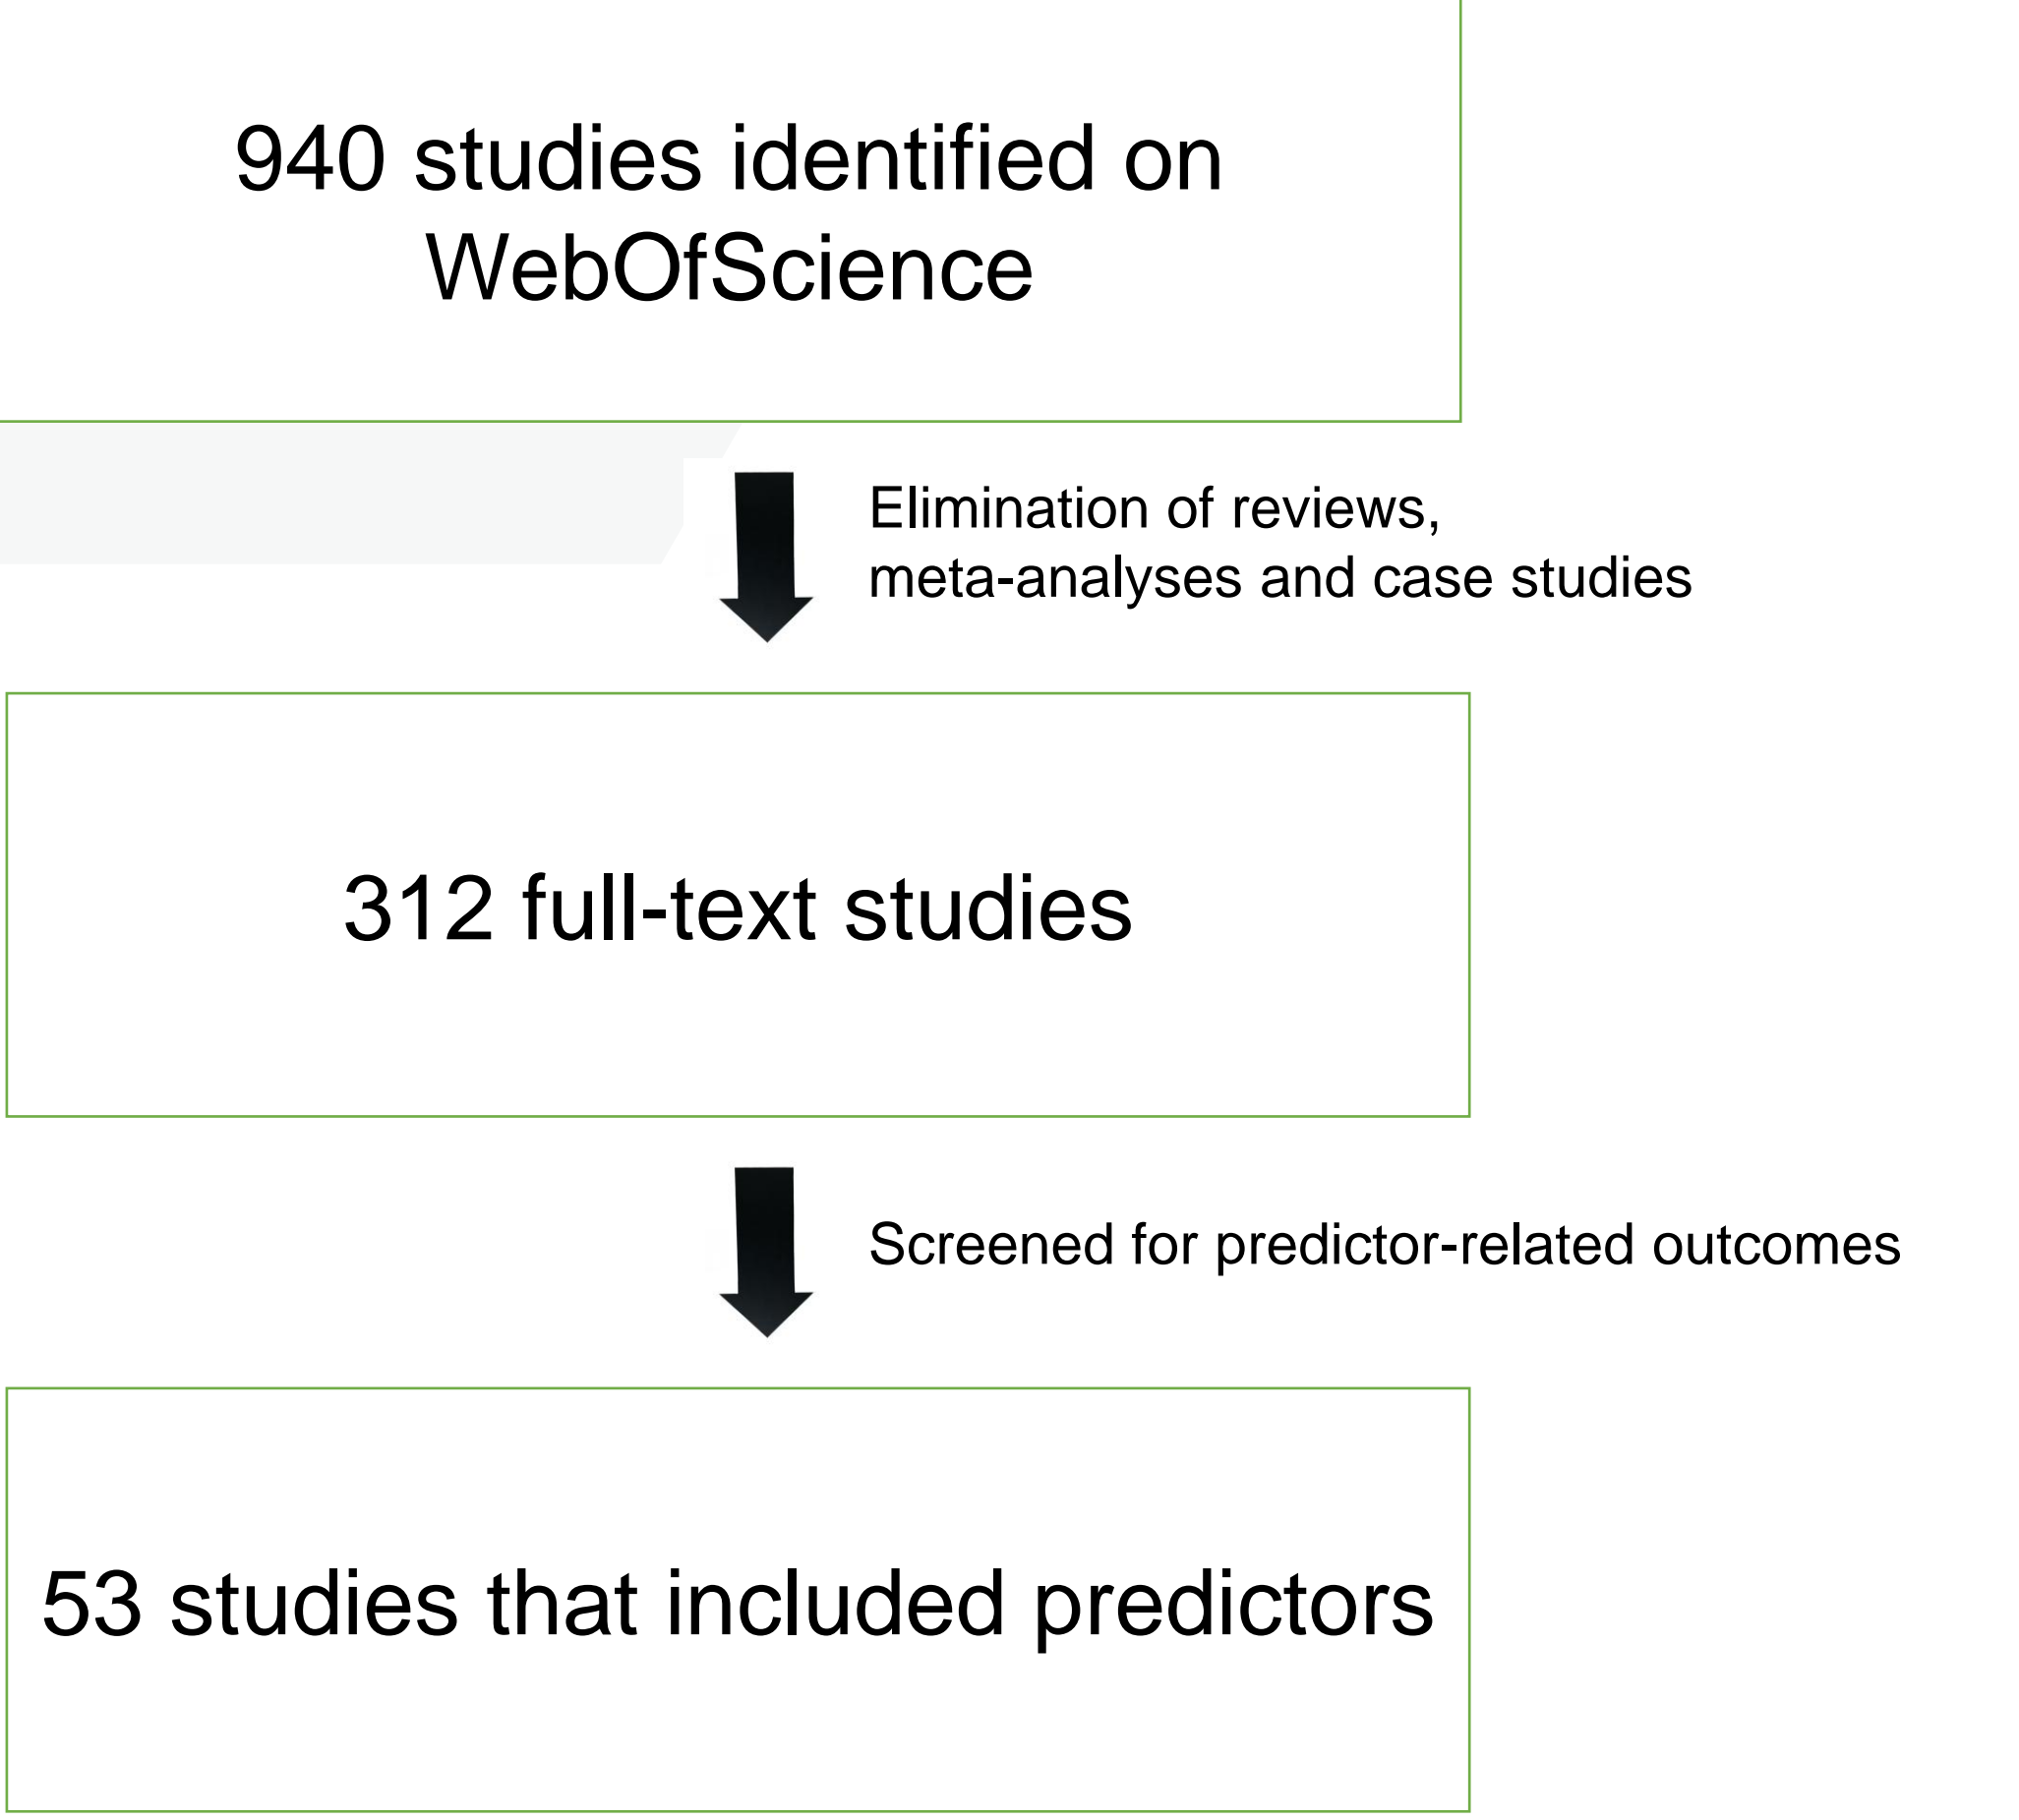 940 studies identified on
WebOfScience
Elimination of reviews,
meta-analyses and case studies
312 full-text studies
Screened for predictor-related outcomes
53 studies that included predictors